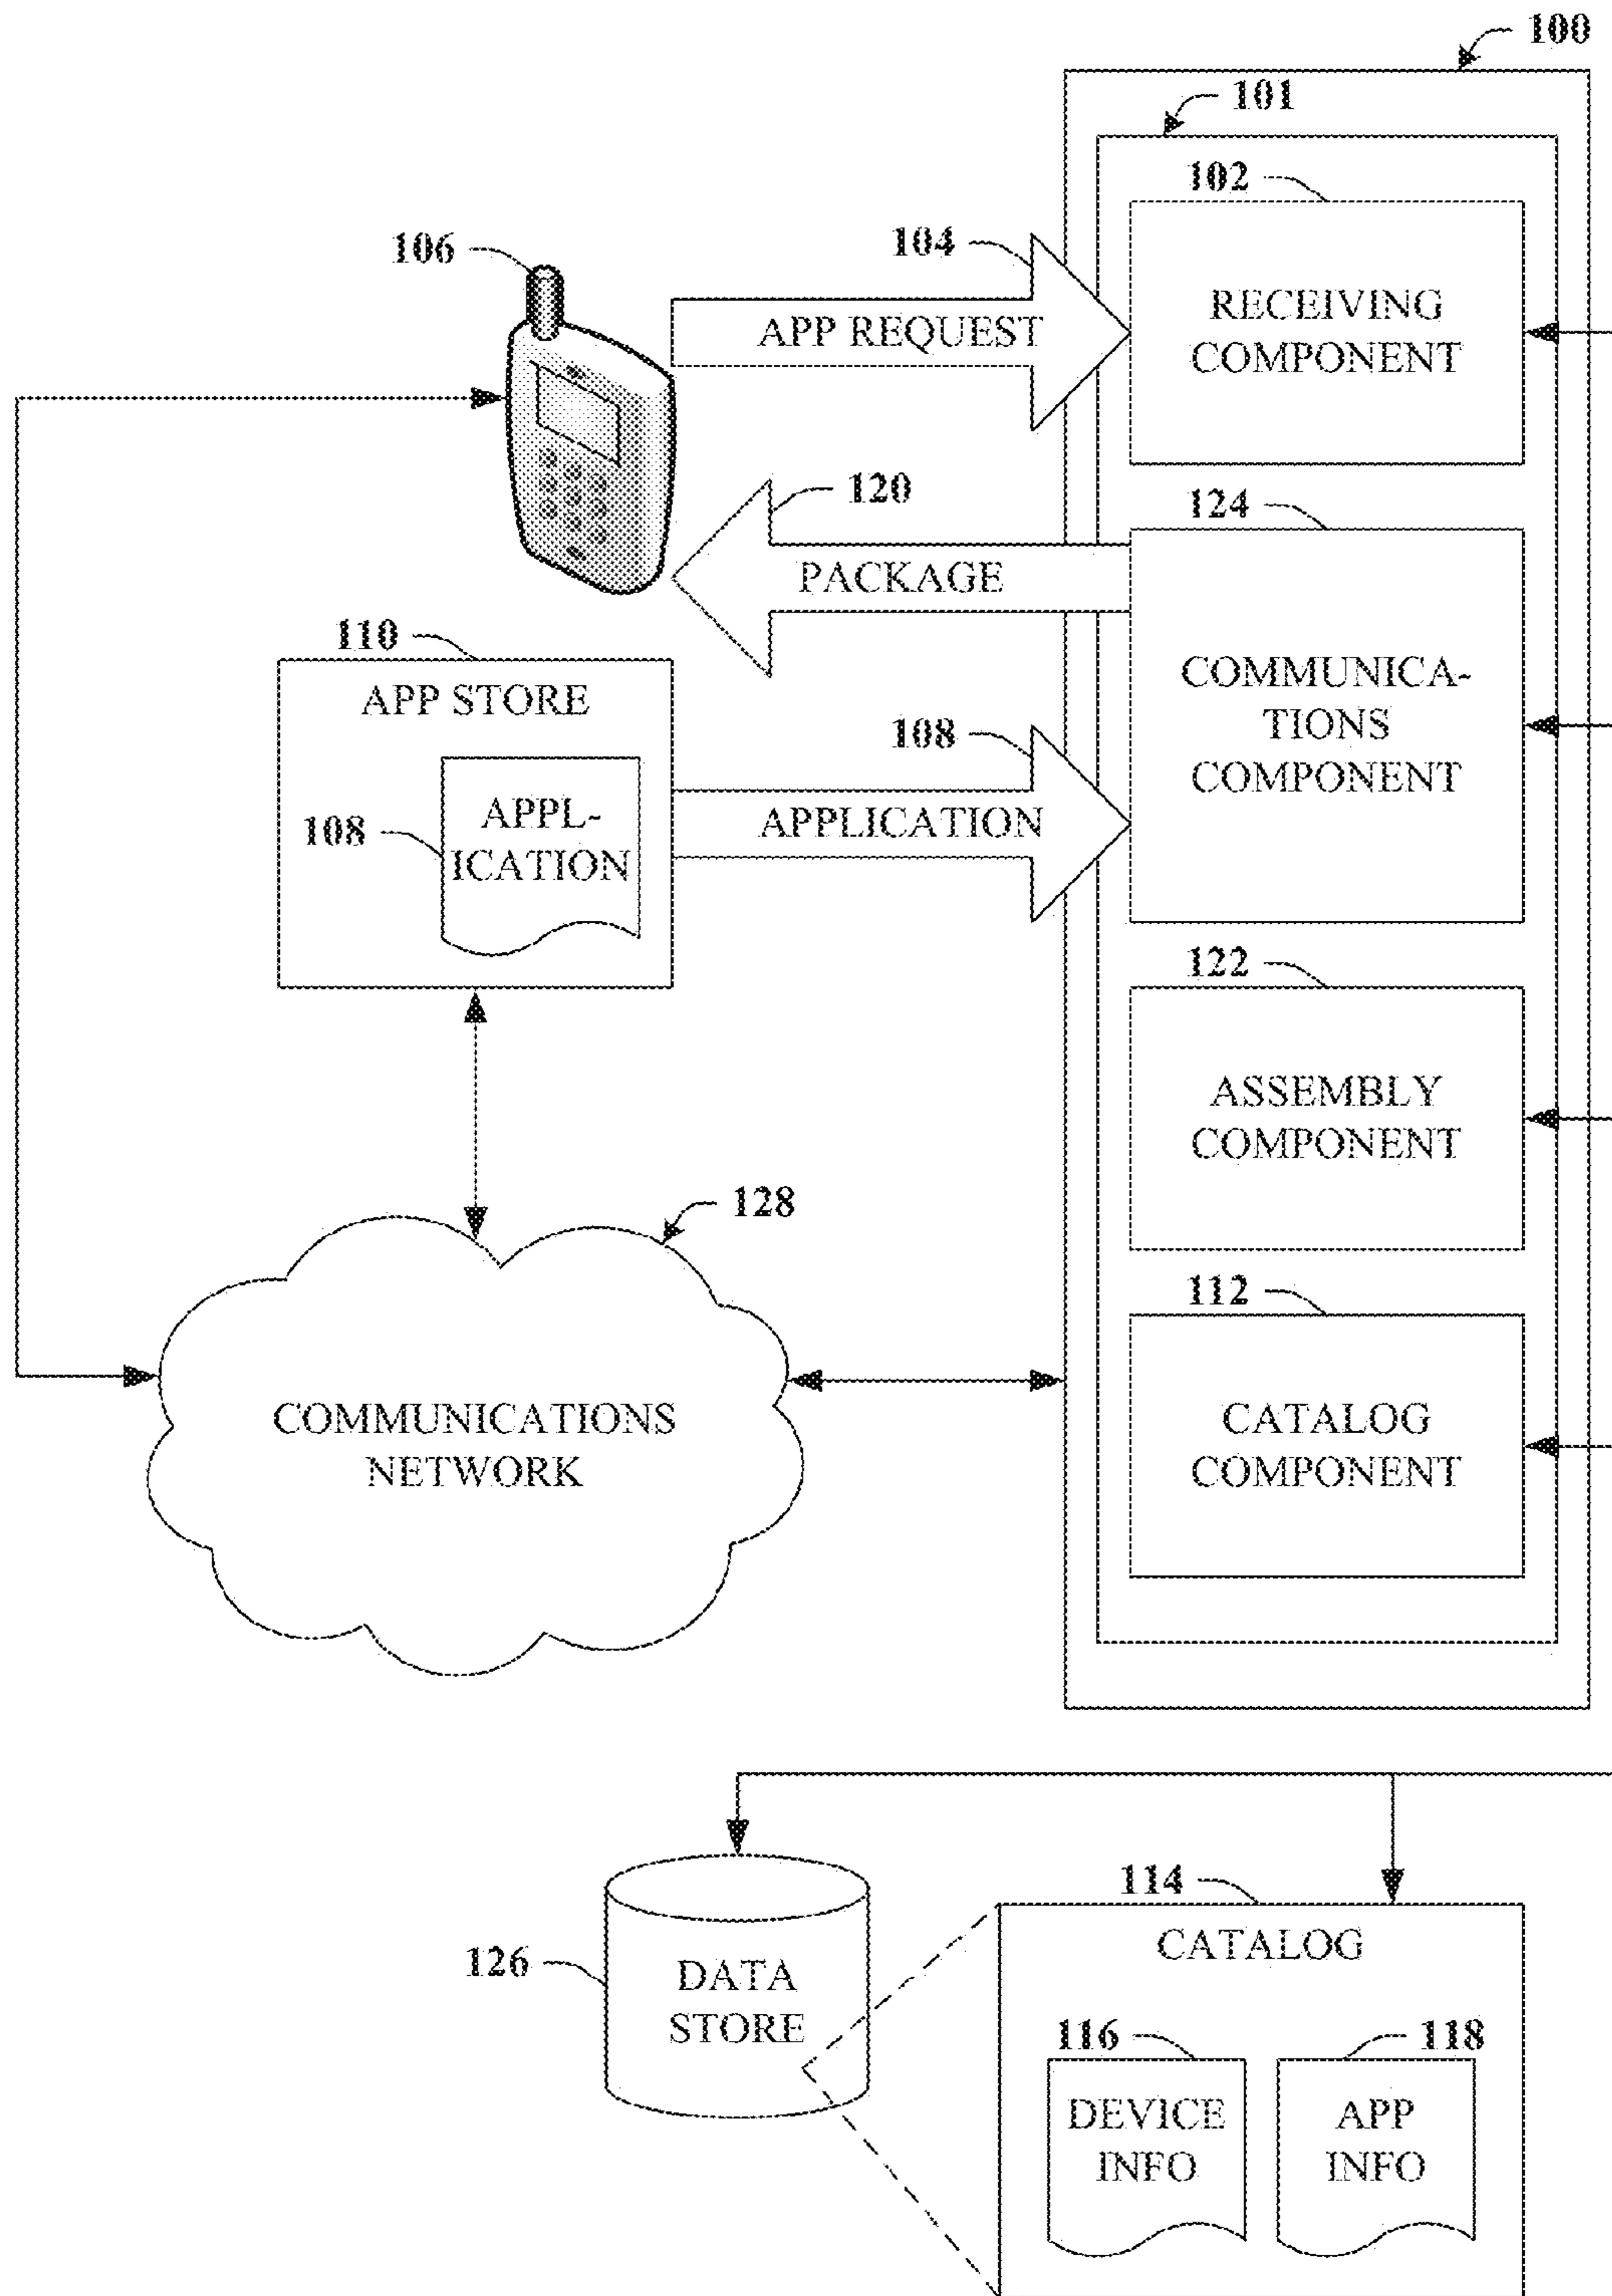 100
101
102
106
104
RECEIVING
COMPONENT
APP REQUEST
120
124
PACKAGE
110
APP STORE
COMMUNICA-
TIONS
COMPONENT
108
APPL-
ICATION
108
APPLICATION
122
ASSEMBLY
COMPONENT
128
112
COMMUNICATIONS
NETWORK
CATALOG
COMPONENT
114
CATALOG
126
DATA
STORE
116
118
DEVICE
INFO
APP
INFO